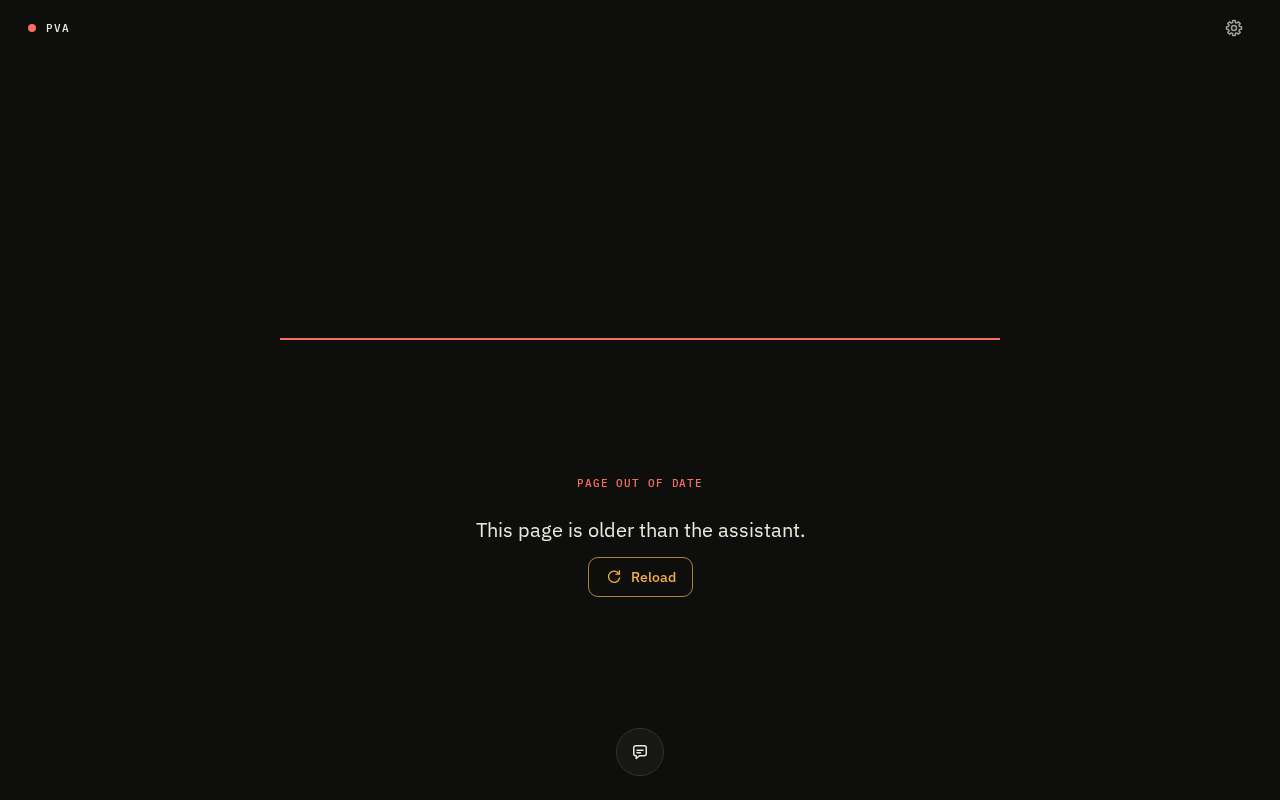 PVA
PAGE OUT OF DATE
This page is older than the assistant.
Reload